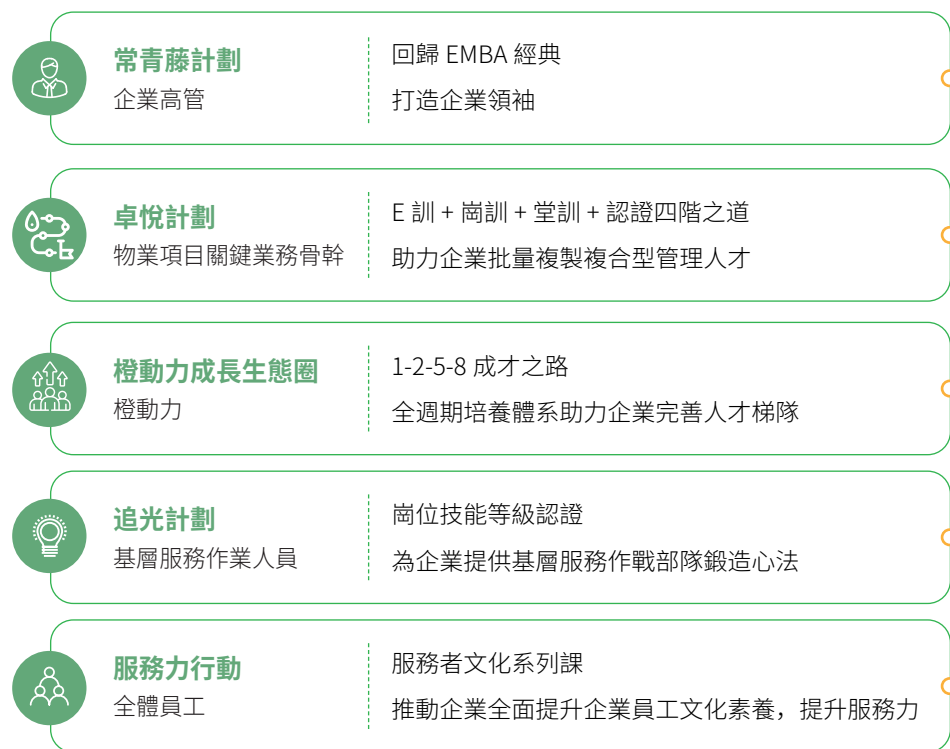 常青藤計劃
企業高管
回歸 EMBA 經典
打造企業領袖
卓悅計劃
物業項目關鍵業務骨幹
E 訓 + 崗訓 + 堂訓 + 認證四階之道
助力企業批量複製複合型管理人才
橙動力成長生態圈
橙動力
1-2-5-8 成才之路
全週期培養體系助力企業完善人才梯隊
追光計劃
基層服務作業人員
崗位技能等級認證
為企業提供基層服務作戰部隊鍛造心法
服務力行動
全體員工
服務者文化系列課
推動企業全面提升企業員工文化素養，提升服務力